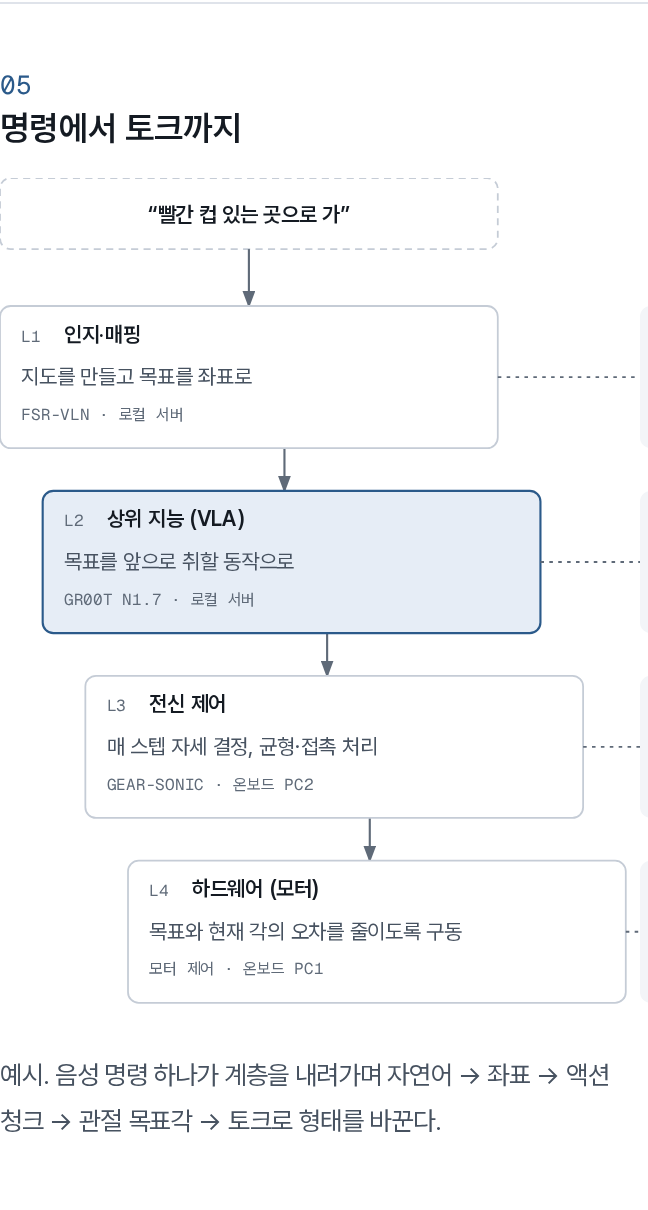 05
명령에서 토크까지
“빨간 컵 있는 곳으로 가”
L1 인지·매핑
지도를 만들고 목표를 좌표로
FSR-VLN · 로컬 서버
L2 상위 지능 (VLA)
목표를 앞으로 취할 동작으로
GR00T N1.7 · 로컬 서버
L3 전신 제어
매 스텝 자세 결정, 균형·접촉 처리
GEAR-SONIC · 온보드 PC2
L4 하드웨어 (모터)
목표와 현재 각의 오차를 줄이도록 구동
모터 제어 · 온보드 PC1
예시. 음성 명령 하나가 계층을 내려가며 자연어 → 좌표 → 액션
청크 → 관절 목표각 → 토크로 형태를 바꾼다.